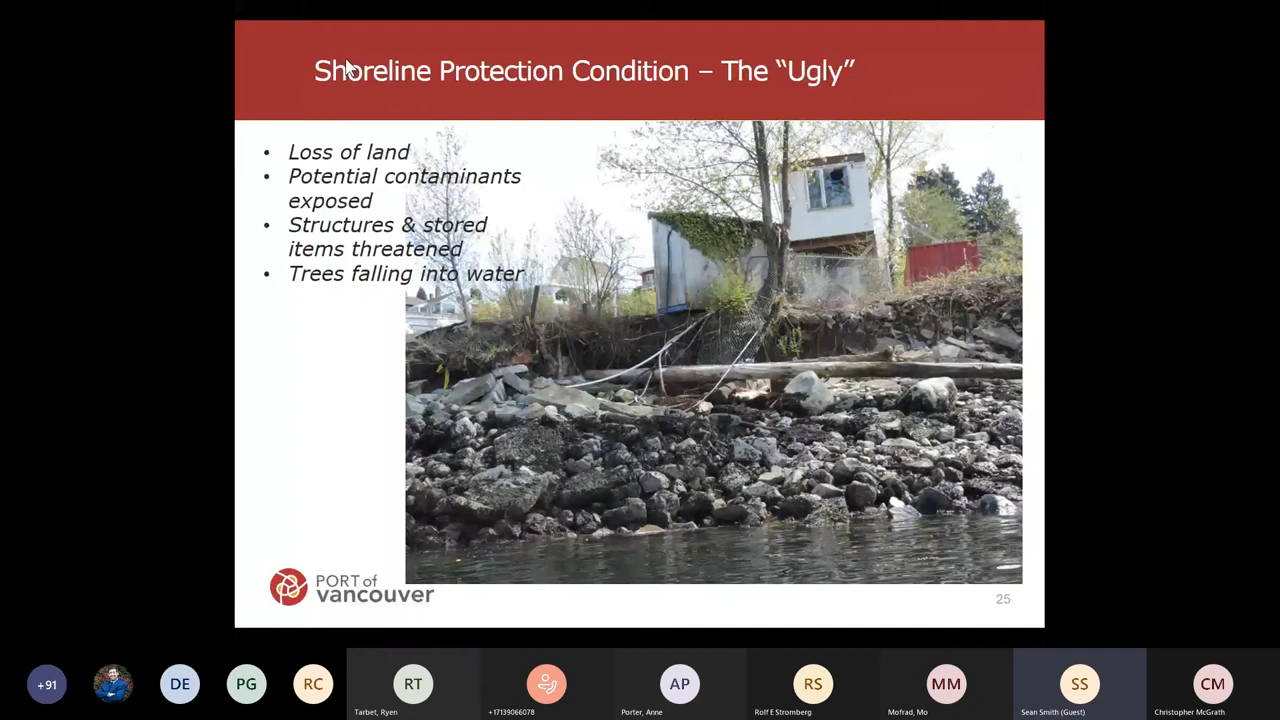 Shoreline Protection Condition – The “Ugly”
• Loss of land
• Potential contaminants
exposed
• Structures & stored
items threatened
• Trees falling into water
PORT of
vancouver
25
+91
DE
PG
RC
RT
AP
RS
MM
SS
CM
Tarbet, Ryen
+17139066078
Porter, Anne
Rolf E Stromberg
Mofrad, Mo
Sean Smith (Guest)
Christopher McGrath